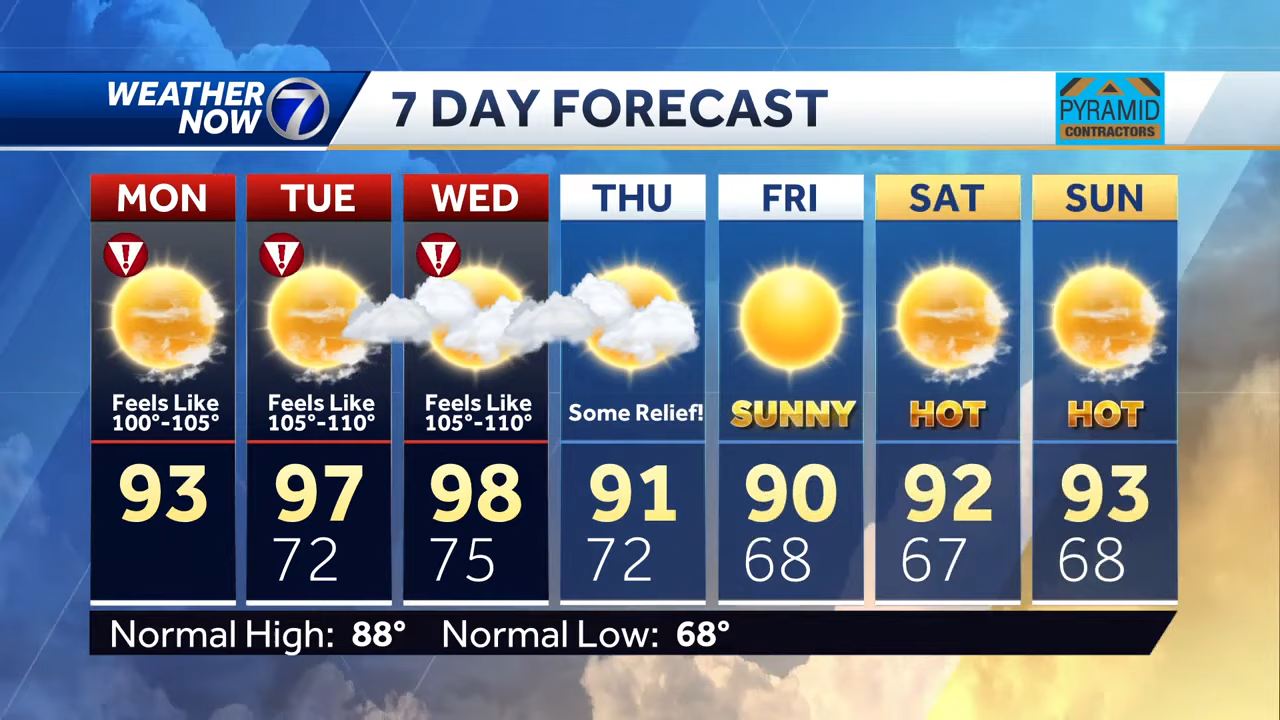 WEATHER
NOW
7
7 DAY FORECAST
PYRAMID
CONTRACTORS
MON TUE WED THU FRI SAT SUN
! ! !
Feels Like Feels Like Feels Like
100°-105° 105°-110° 105°-110° Some Relief! SUNNY HOT HOT
93 97 98 91 90 92 93
72 75 72 68 67 68
Normal High: 88° Normal Low: 68°